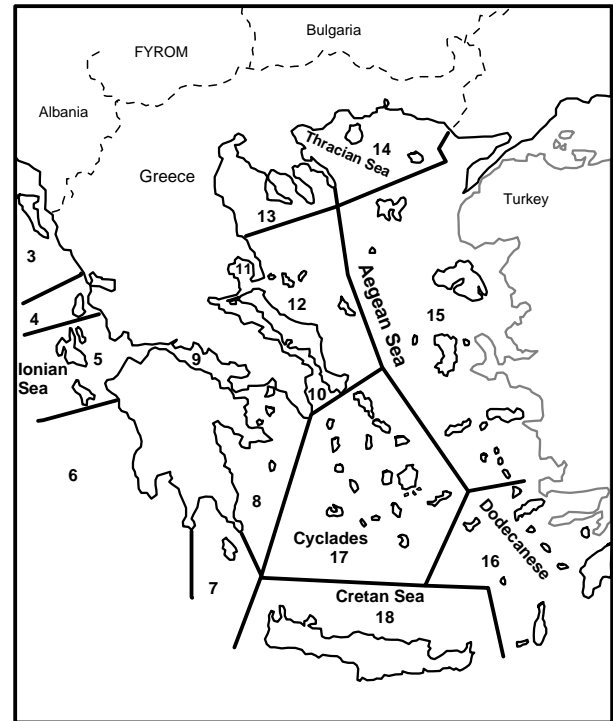 Bulgaria
FYROM
Albania
Thracian Sea
14
Greece
Turkey
13
3
11
12
Aegean Sea
15
4
5
9
Ionian
Sea
10
6
8
Cyclades
17
Dodecanese
16
7
Cretan Sea
18